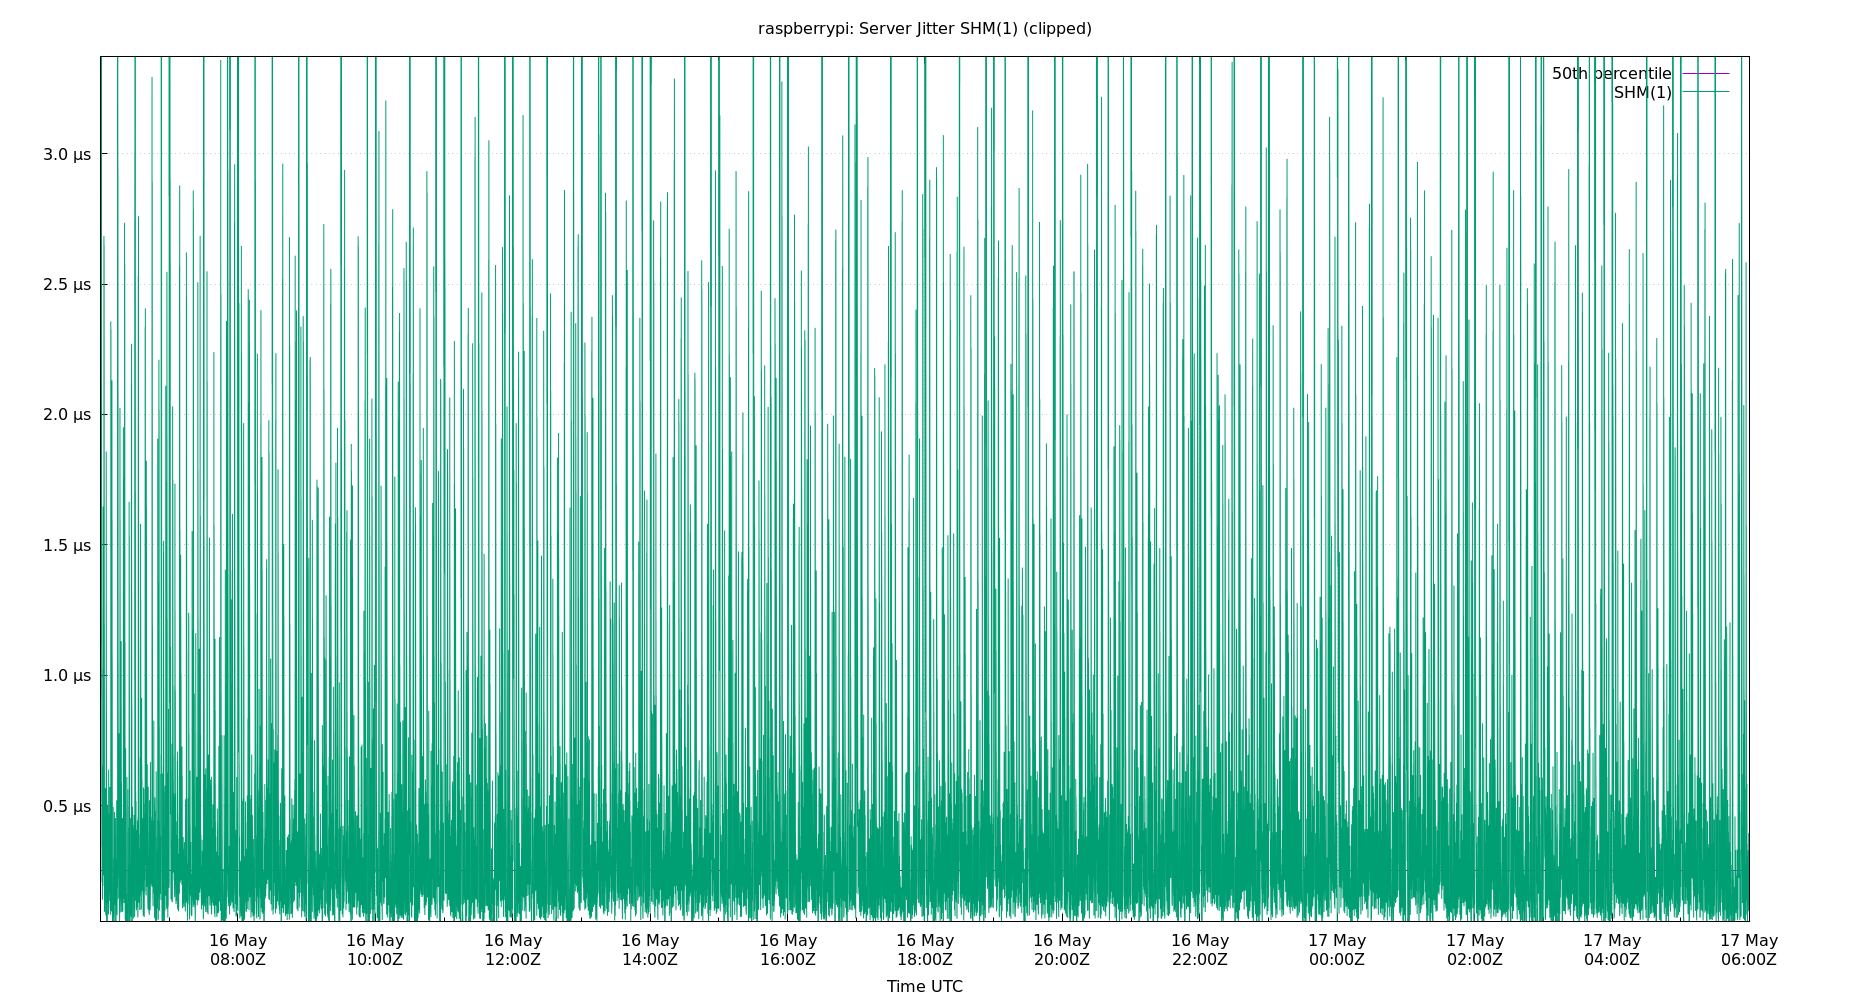 raspberrypi: Server Jitter SHM(1) (clipped)
50th percentile
SHM(1)
3.0 µs
2.5 µs
2.0 µs
1.5 µs
1.0 µs
0.5 µs
16 May 16 May 16 May 16 May 16 May 16 May 16 May 16 May 17 May 17 May 17 May 17 May
08:00Z 10:00Z 12:00Z 14:00Z 16:00Z 18:00Z 20:00Z 22:00Z 00:00Z 02:00Z 04:00Z 06:00Z
Time UTC